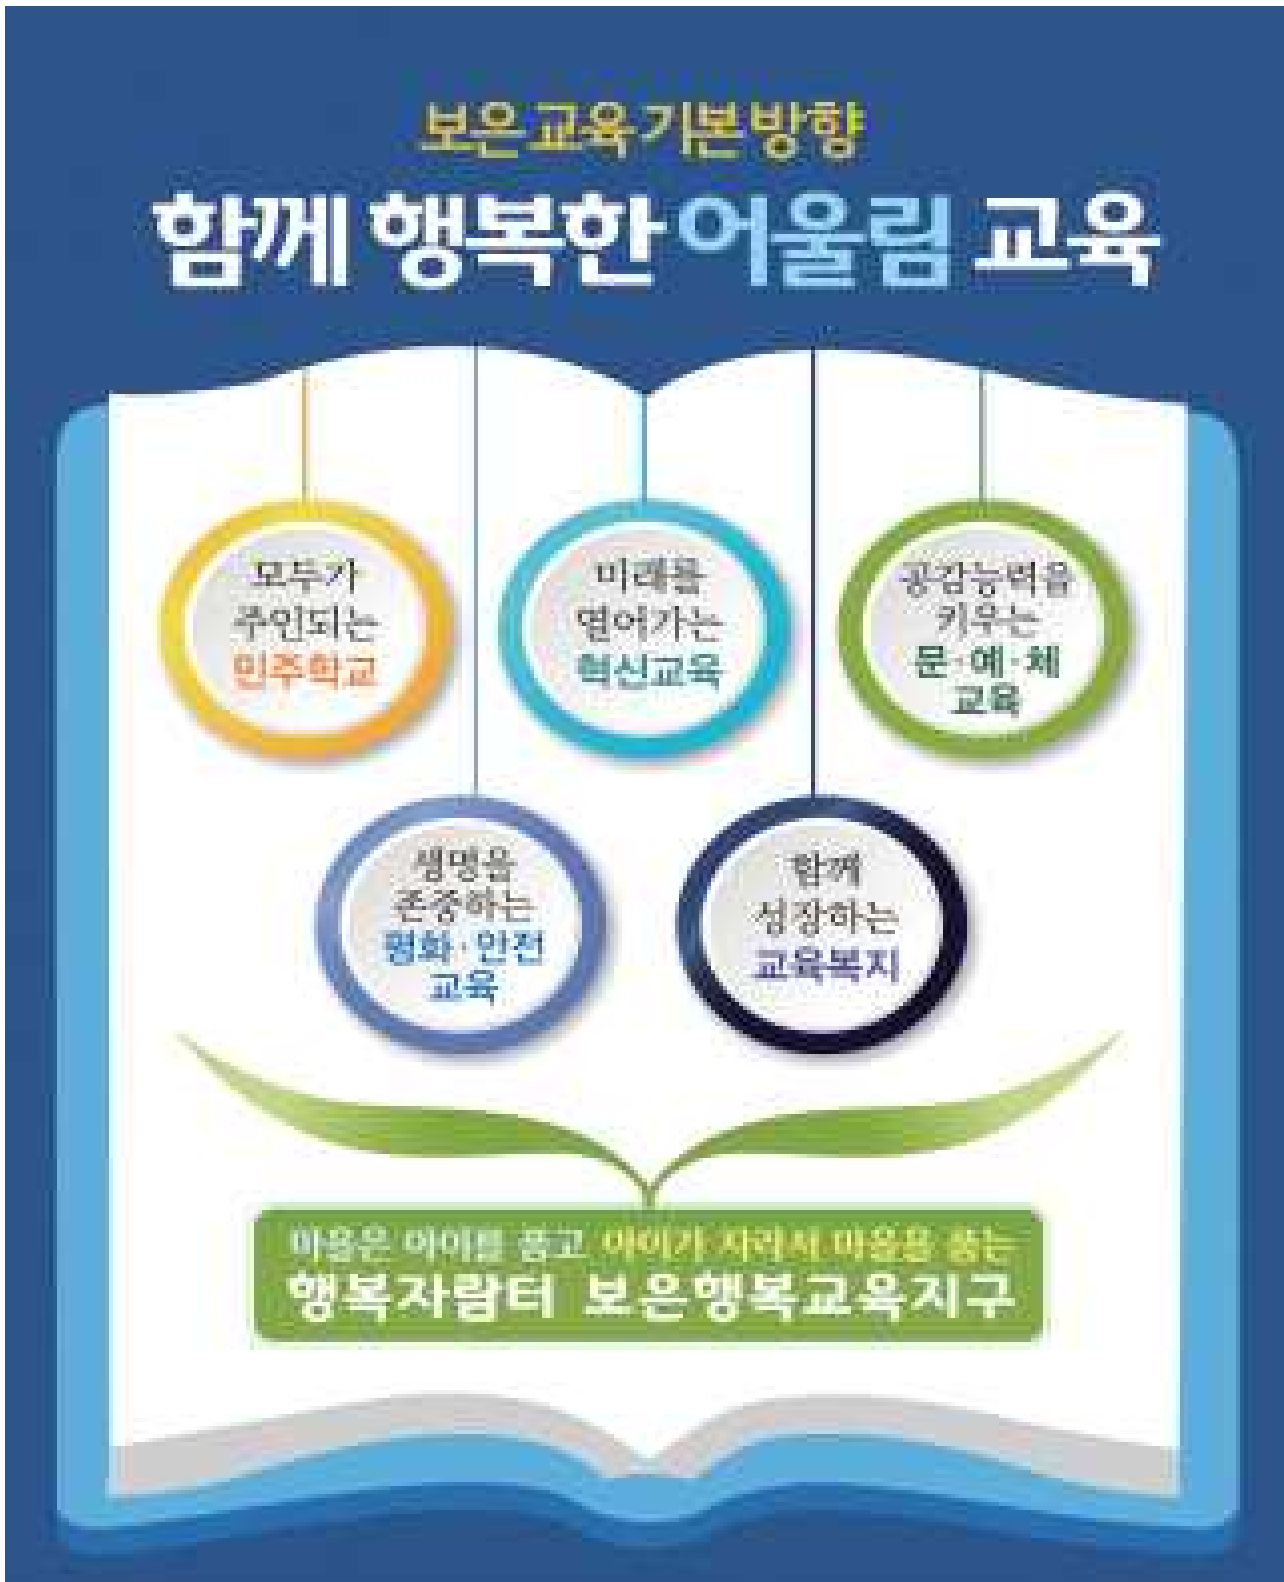 보은 교육 기본 방향
함께 행복한 어울림 교육
모두가
주인되는
민주학교
미래를
열어가는
혁신교육
공감능력을
키우는
문·예·체
교육
생명을
존중하는
평화·안전
교육
함께
성장하는
교육복지
마을은 아이를 품고 아이가 자라서 마을을 품는
행복자람터 보은행복교육지구